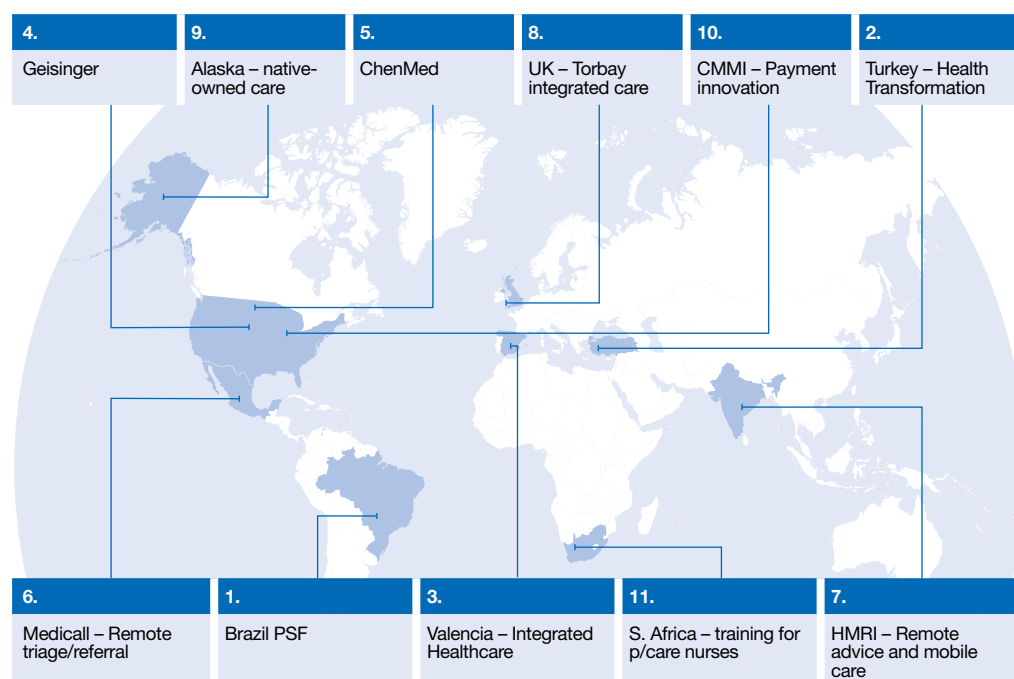 4.
Geisinger
9.
Alaska – native-
owned care
5.
ChenMed
8.
UK – Torbay
integrated care
10.
CMMI – Payment
innovation
2.
Turkey – Health
Transformation
6.
Medicall – Remote
triage/referral
1.
Brazil PSF
3.
Valencia – Integrated
Healthcare
11.
S. Africa – training for
p/care nurses
7.
HMRI – Remote
advice and mobile
care